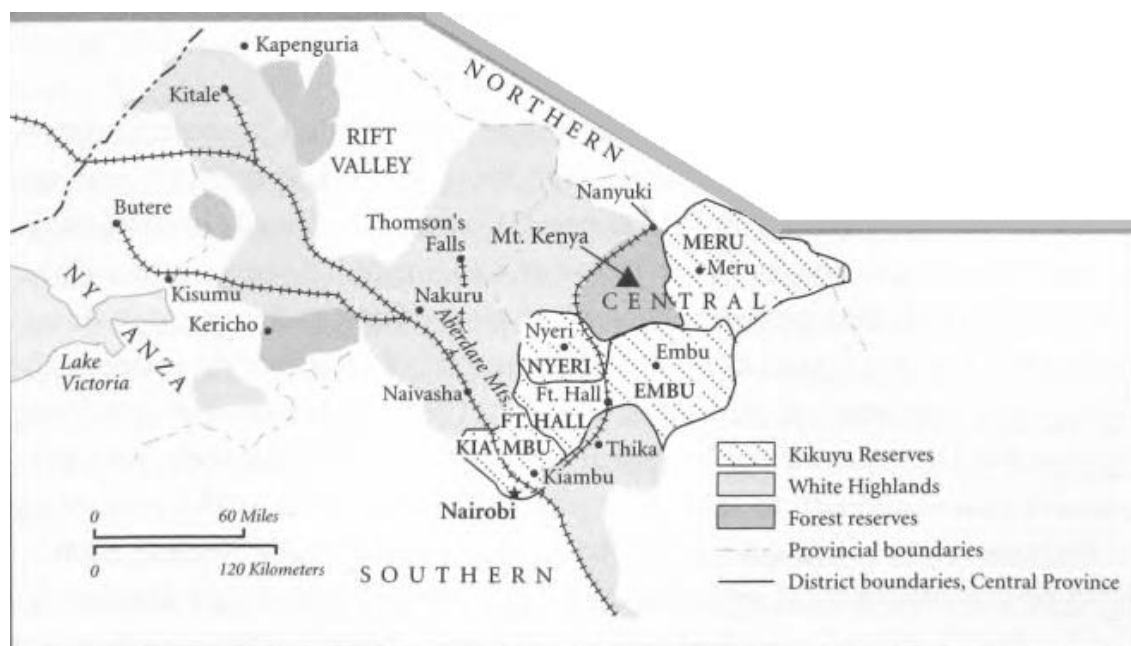 Kapenguria
NORTHERN
Kitale
RIFT
VALLEY
Nanyuki
Butere
Thomson's
Falls
Mt. Kenya
MERU
Meru
Kisumu
Nakuru
CENTRAL
Kericho
NYANZA
Lake
Victoria
Aberdare Mts.
Nyeri
NYERI
Embu
EMBU
Naivasha
Ft. Hall
FT. HALL
KIAMBU
Thika
Kiambu
Nairobi
Kikuyu Reserves
White Highlands
Forest reserves
Provincial boundaries
District boundaries, Central Province
0 60 Miles
0 120 Kilometers
SOUTHERN